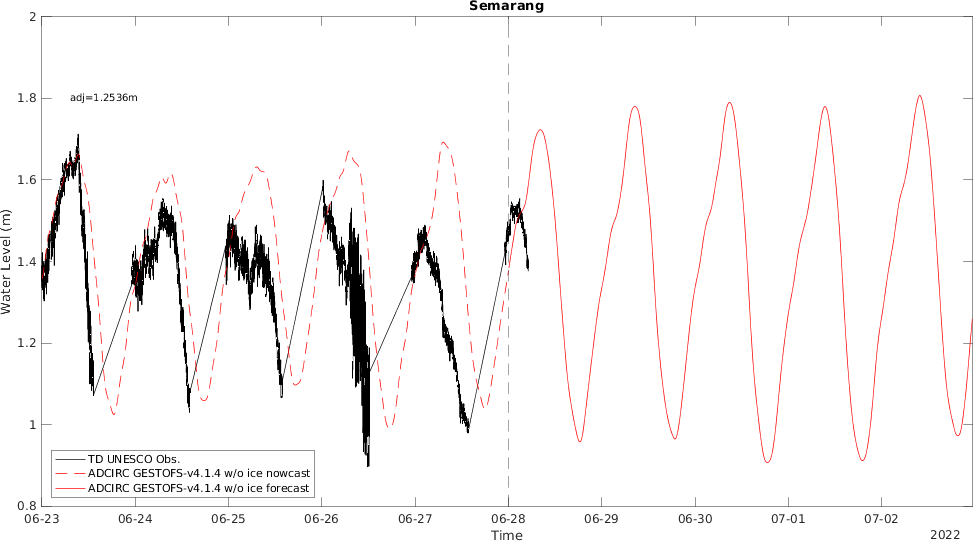 Semarang
2
1.8
1.6
1.4
1.2
1
0.8
Water Level (m)
adj=1.2536m
TD UNESCO Obs.
ADCIRC GESTOFS-v4.1.4 w/o ice nowcast
ADCIRC GESTOFS-v4.1.4 w/o ice forecast
06-23 06-24 06-25 06-26 06-27 06-28 06-29 06-30 07-01 07-02
Time
2022